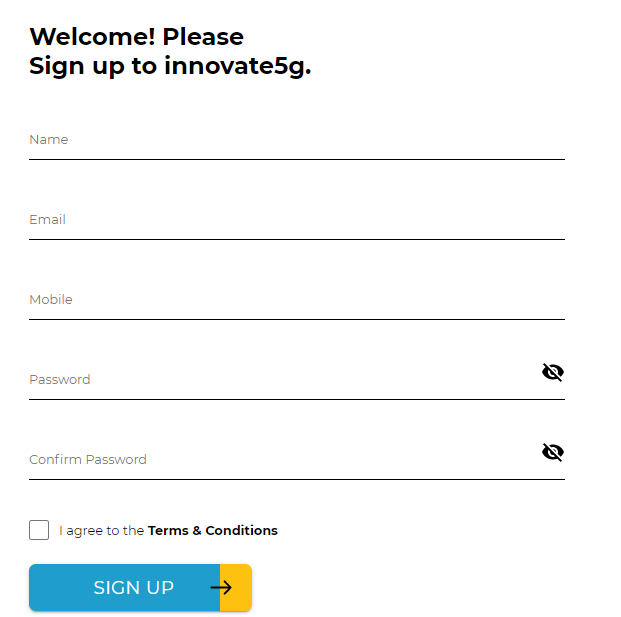 Welcome! Please
Sign up to innovate5g.
Name
Email
Mobile
Password
Confirm Password
I agree to the Terms & Conditions
SIGN UP